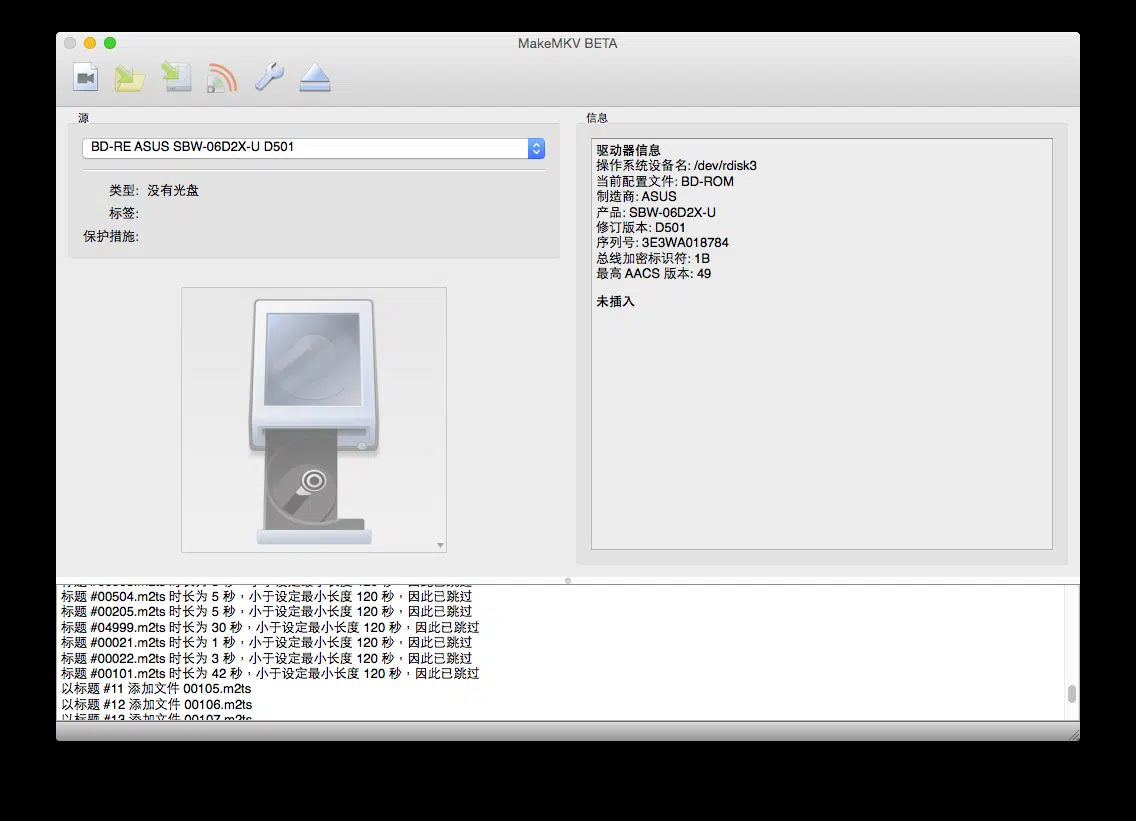 MakeMKV BETA
源
BD-RE ASUS SBW-06D2X-U D501
类型: 没有光盘
标签:
保护措施:
信息
驱动器信息
操作系统设备名: /dev/rdisk3
当前配置文件: BD-ROM
制造商: ASUS
产品: SBW-06D2X-U
修订版本: D501
序列号: 3E3WA018784
总线加密标识符: 1B
最高 AACS 版本: 49
未插入
标题 #00504.m2ts 时长为 5 秒，小于设定最小长度 120 秒，因此已跳过
标题 #00205.m2ts 时长为 5 秒，小于设定最小长度 120 秒，因此已跳过
标题 #04999.m2ts 时长为 30 秒，小于设定最小长度 120 秒，因此已跳过
标题 #00021.m2ts 时长为 1 秒，小于设定最小长度 120 秒，因此已跳过
标题 #00022.m2ts 时长为 3 秒，小于设定最小长度 120 秒，因此已跳过
标题 #00101.m2ts 时长为 42 秒，小于设定最小长度 120 秒，因此已跳过
以标题 #11 添加文件 00105.m2ts
以标题 #12 添加文件 00106.m2ts
以标题 #13 添加文件 00107.m2ts